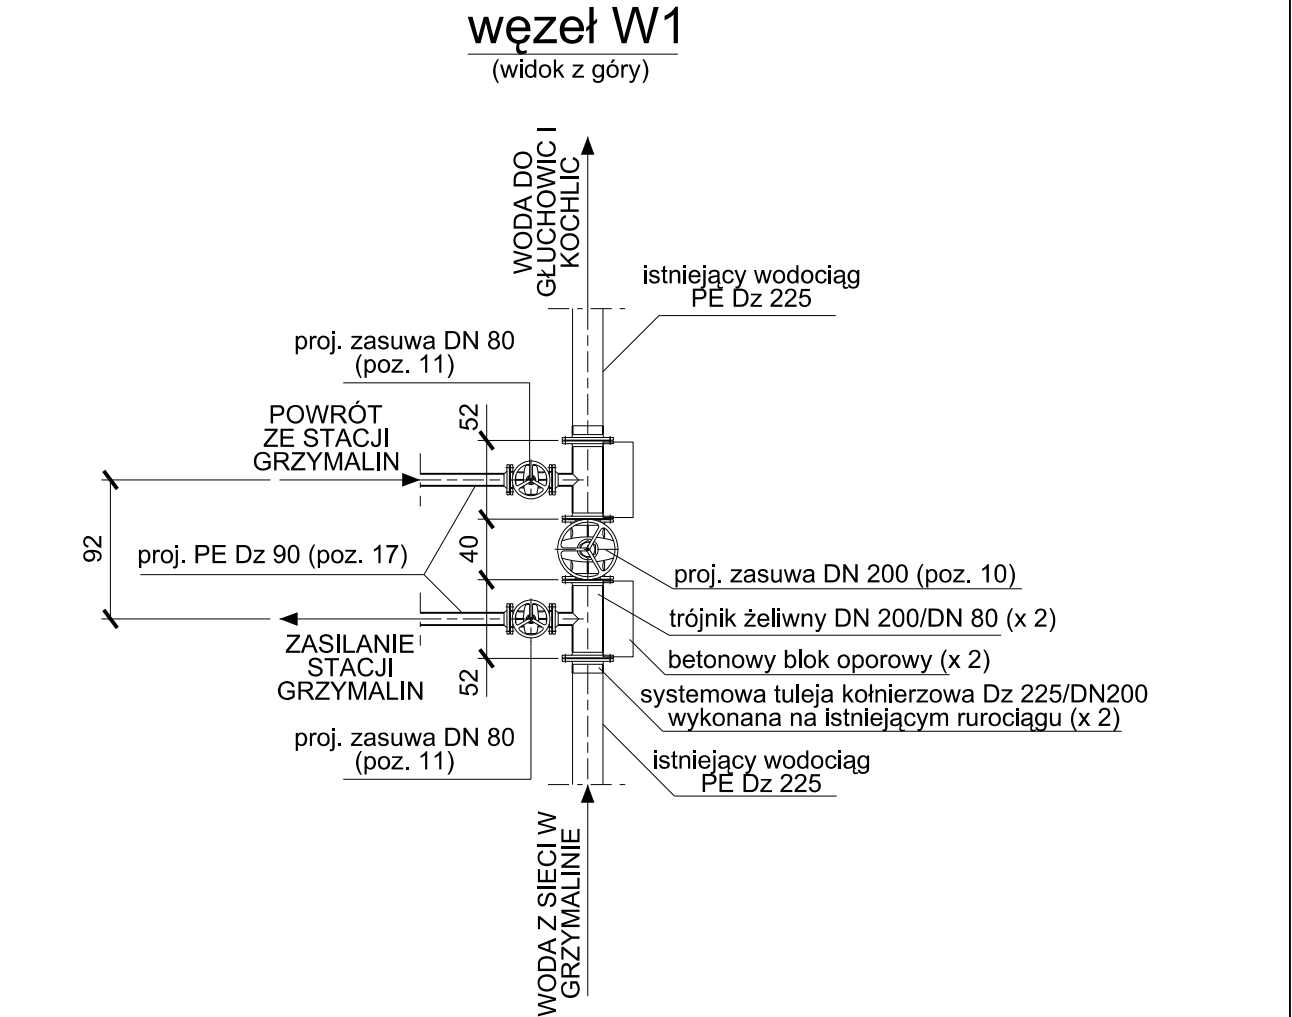 węzeł W1
(widok z góry)
WODA DO
GŁUCHOWIC I
KOCHLIC
istniejący wodociąg
PE Dz 225
proj. zasuwa DN 80
(poz. 11)
POWRÓT
ZE STACJI
GRZYMALIN
52
92
40
proj. PE Dz 90 (poz. 17)
proj. zasuwa DN 200 (poz. 10)
trójnik żeliwny DN 200/DN 80 (x 2)
betonowy blok oporowy (x 2)
ZASILANIE
STACJI
GRZYMALIN
52
systemowa tuleja kołnierzowa Dz 225/DN200
wykonana na istniejącym rurociągu (x 2)
proj. zasuwa DN 80
(poz. 11)
istniejący wodociąg
PE Dz 225
WODA Z SIECI W
GRZYMALINIE